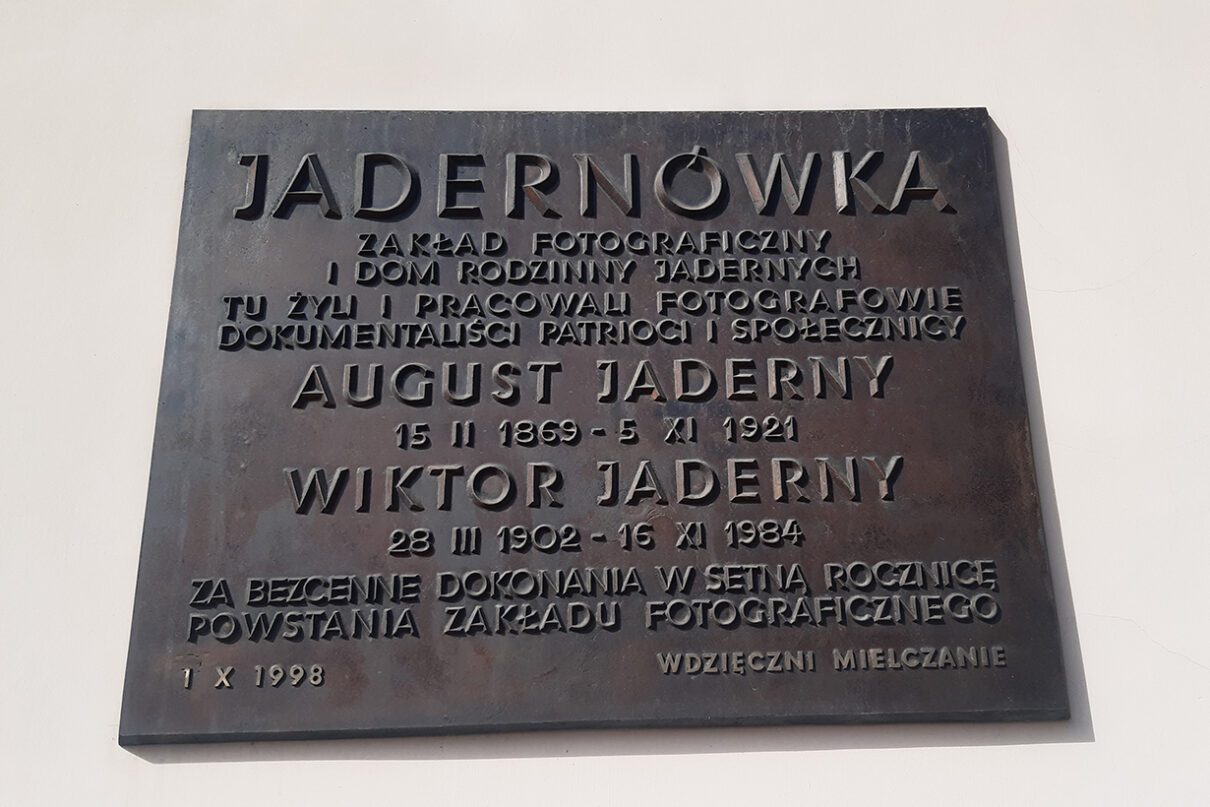 JADERNÓWKA
ZAKŁAD FOTOGRAFICZNY
I DOM RODZINNY JADERNYCH
TU ŻYLI I PRACOWALI FOTOGRAFOWIE
DOKUMENTALIŚCI PATRIOCI I SPOŁECZNICY
AUGUST JADERNY
15 II 1869 - 5 XI 1921
WIKTOR JADERNY
28 III 1902 - 16 XI 1984
ZA BEZCENNE DOKONANIA W SETNĄ ROCZNICĘ
POWSTANIA ZAKŁADU FOTOGRAFICZNEGO
WDZIĘCZNI MIELCZANIE
1 X 1998